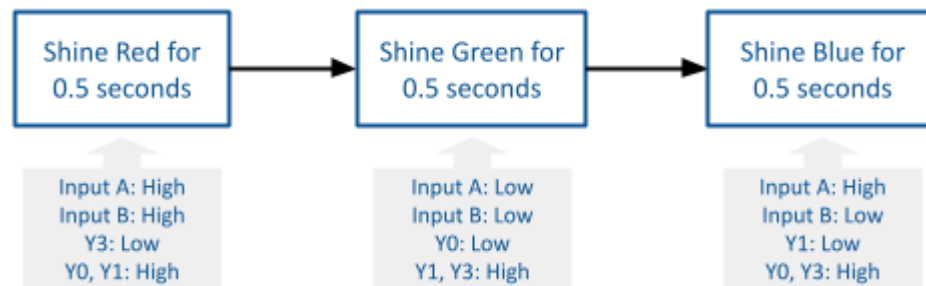 Shine Red for
0.5 seconds
Shine Green for
0.5 seconds
Shine Blue for
0.5 seconds
Input A: High
Input B: High
Y3: Low
Y0, Y1: High
Input A: Low
Input B: Low
Y0: Low
Y1, Y3: High
Input A: High
Input B: Low
Y1: Low
Y0, Y3: High